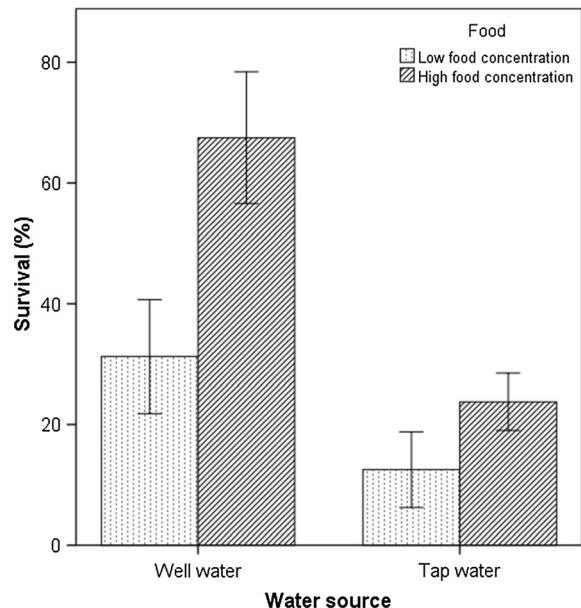 Food
Low food concentration
High food concentration
80
60
40
20
0
Survival (%)
Well water
Tap water
Water source